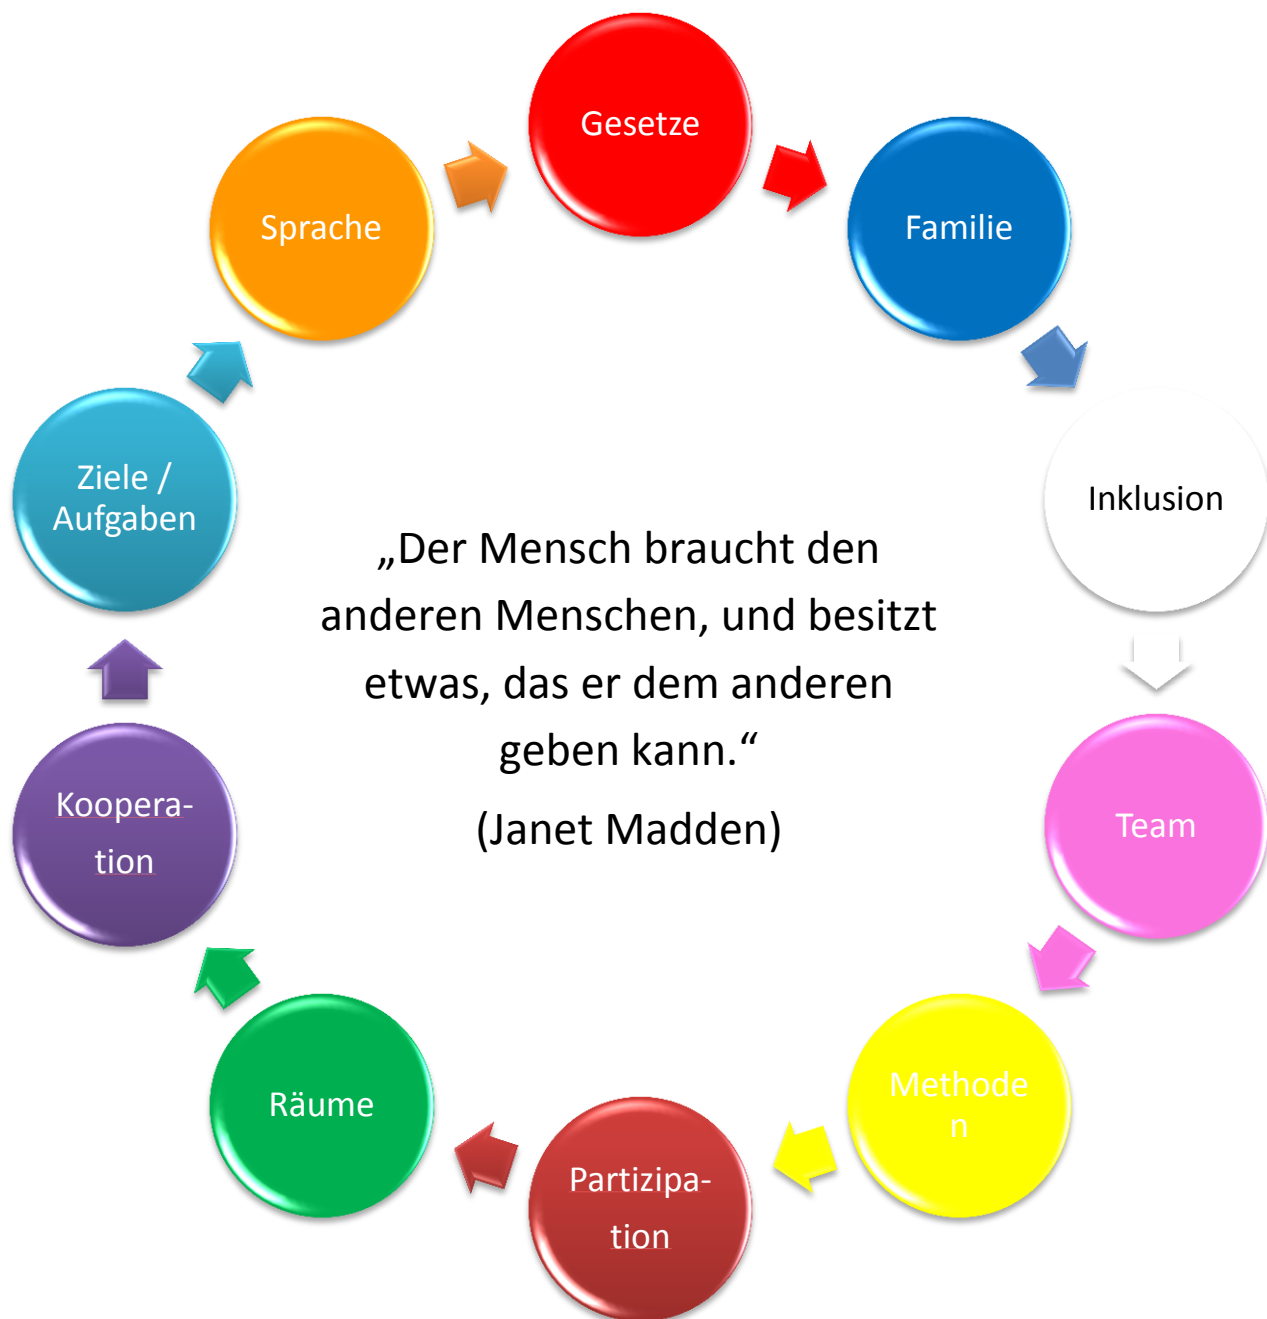 Gesetze
Familie
Inklusion
Team
Methode
n
Partizipa-
tion
Räume
Koopera-
tion
Ziele /
Aufgaben
Sprache
„Der Mensch braucht den
anderen Menschen, und besitzt
etwas, das er dem anderen
geben kann.“
(Janet Madden)